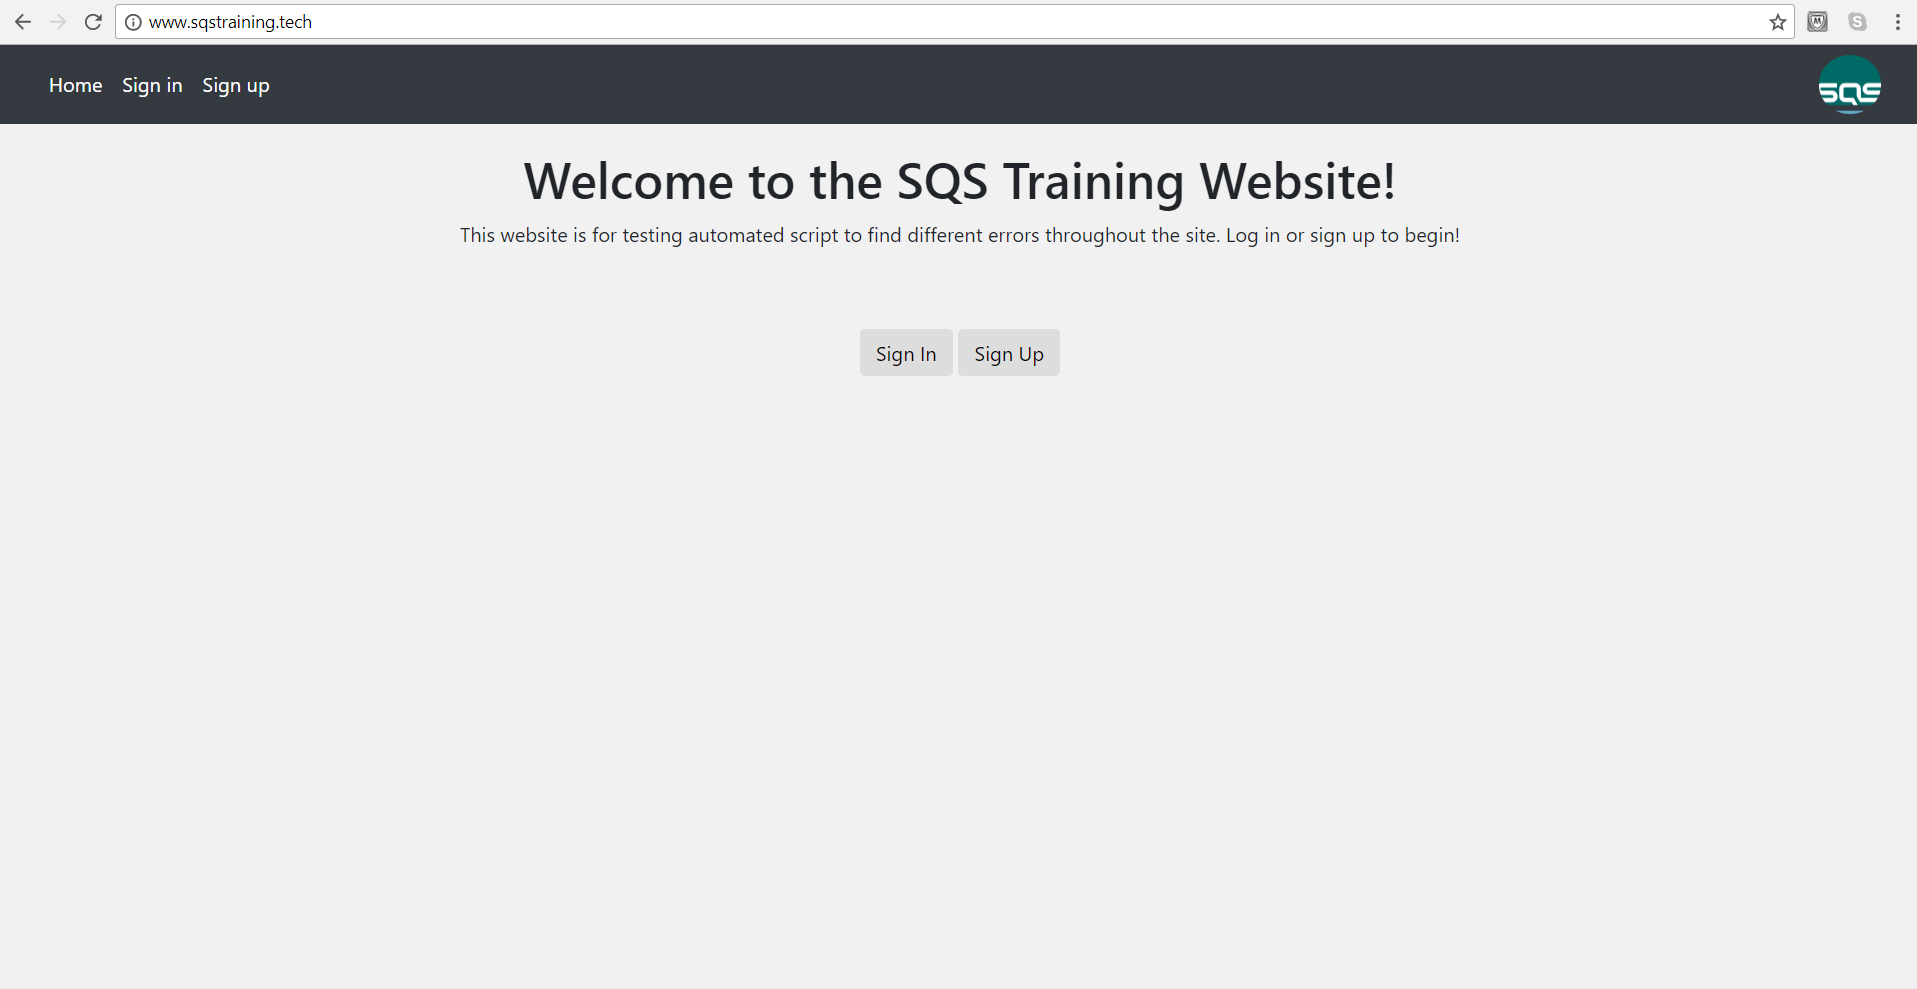 www.sqstraining.tech
Home Sign in Sign up
SQS
Welcome to the SQS Training Website!
This website is for testing automated script to find different errors throughout the site. Log in or sign up to begin!
Sign In Sign Up